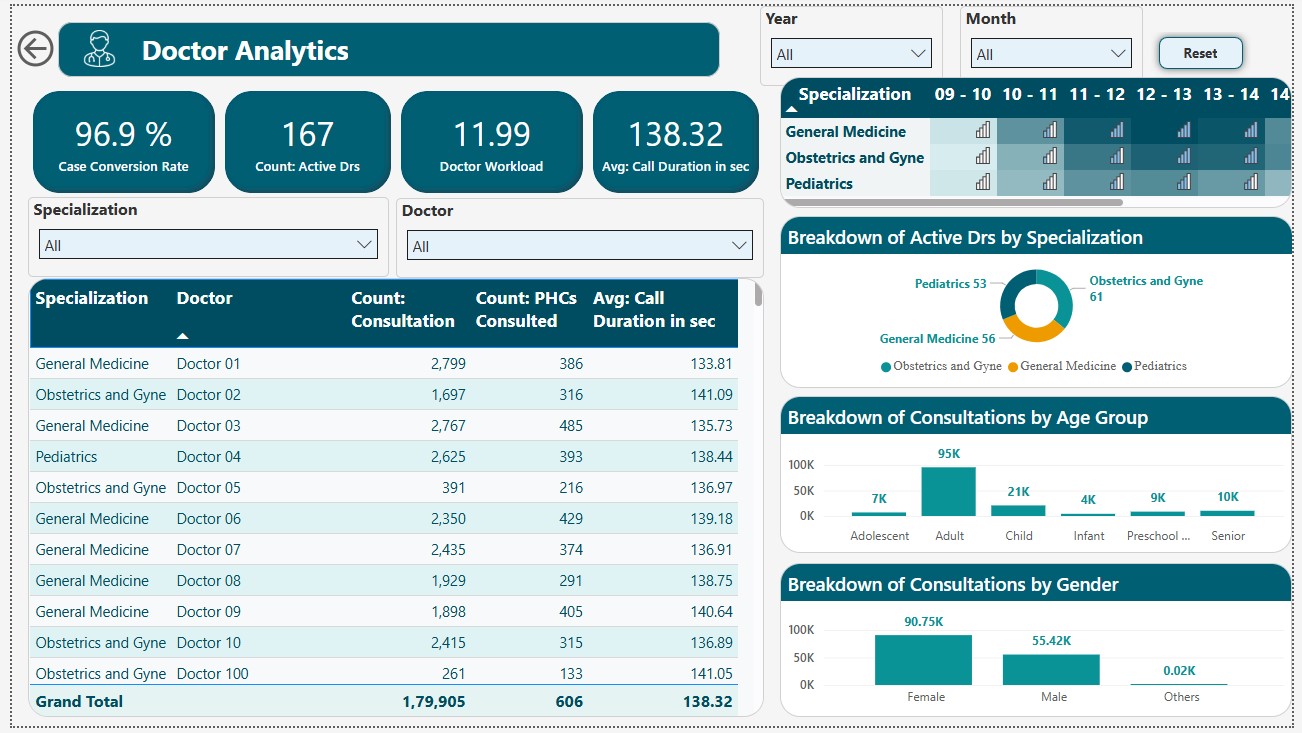 Doctor Analytics
Year
All
Month
All
Reset
96.9 %
Case Conversion Rate
167
Count: Active Drs
11.99
Doctor Workload
138.32
Avg: Call Duration in sec
Specialization 09 - 10 10 - 11 11 - 12 12 - 13 13 - 14 14
General Medicine
Obstetrics and Gyne
Pediatrics
Specialization
All
Doctor
All
Specialization Doctor Count: Consultation Count: PHCs Consulted Avg: Call Duration in sec
General Medicine Doctor 01 2,799 386 133.81
Obstetrics and Gyne Doctor 02 1,697 316 141.09
General Medicine Doctor 03 2,767 485 135.73
Pediatrics Doctor 04 2,625 393 138.44
Obstetrics and Gyne Doctor 05 391 216 136.97
General Medicine Doctor 06 2,350 429 139.18
General Medicine Doctor 07 2,435 374 136.91
General Medicine Doctor 08 1,929 291 138.75
General Medicine Doctor 09 1,898 405 140.64
Obstetrics and Gyne Doctor 10 2,415 315 136.89
Obstetrics and Gyne Doctor 100 261 133 141.05
Grand Total 1,79,905 606 138.32
Breakdown of Active Drs by Specialization
Pediatrics 53
Obstetrics and Gyne
61
General Medicine 56
Obstetrics and Gyne General Medicine Pediatrics
Breakdown of Consultations by Age Group
100K
50K
0K
7K
95K
21K
4K
9K
10K
Adolescent Adult Child Infant Preschool ... Senior
Breakdown of Consultations by Gender
100K
50K
0K
90.75K
55.42K
0.02K
Female Male Others